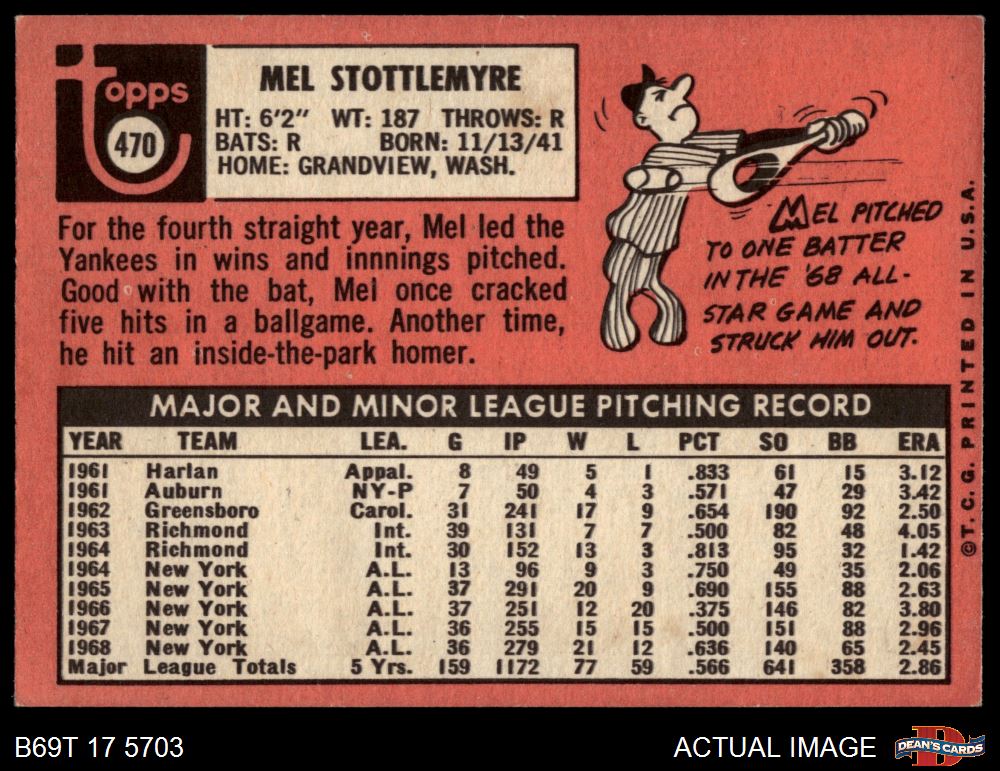 topps
470
MEL STOTTLEMYRE
HT: 6'2" WT: 187 THROWS: R
BATS: R BORN: 11/13/41
HOME: GRANDVIEW, WASH.
For the fourth straight year, Mel led the
Yankees in wins and innnings pitched.
Good with the bat, Mel once cracked
five hits in a ballgame. Another time,
he hit an inside-the-park homer.
MEL PITCHED
TO ONE BATTER
IN THE '68 ALL-
STAR GAME AND
STRUCK HIM OUT.
MAJOR AND MINOR LEAGUE PITCHING RECORD
YEAR TEAM LEA. G IP W L PCT SO BB ERA
1961 Harlan Appal. 8 49 5 1 .833 61 15 3.12
1961 Auburn NY-P 7 50 4 3 .571 47 29 3.42
1962 Greensboro Carol. 31 241 17 9 .654 190 92 2.50
1963 Richmond Int. 39 131 7 7 .500 82 48 4.05
1964 Richmond Int. 30 152 13 3 .813 95 32 1.42
1964 New York A.L. 13 96 9 3 .750 49 35 2.06
1965 New York A.L. 37 291 20 9 .690 155 88 2.63
1966 New York A.L. 37 251 12 20 .375 146 82 3.80
1967 New York A.L. 36 255 15 15 .500 151 88 2.96
1968 New York A.L. 36 279 21 12 .636 140 65 2.45
Major League Totals 5 Yrs. 159 1172 77 59 .566 641 358 2.86
©T. C. G. PRINTED IN U.S.A.
B69T 17 5703
ACTUAL IMAGE
DEAN'S CARDS